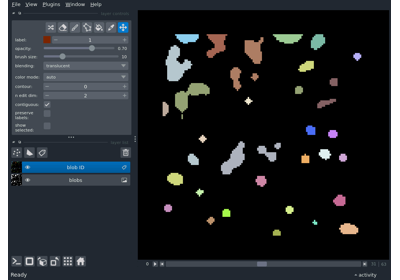 File View Plugins Window Help
label: 1
opacity: 0.70
brush size: 10
blending: translucent
color mode: auto
contour: 0
n edit dim: 2
contiguous:
preserve labels:
show selected:
blob ID
blobs
0
Ready
activity